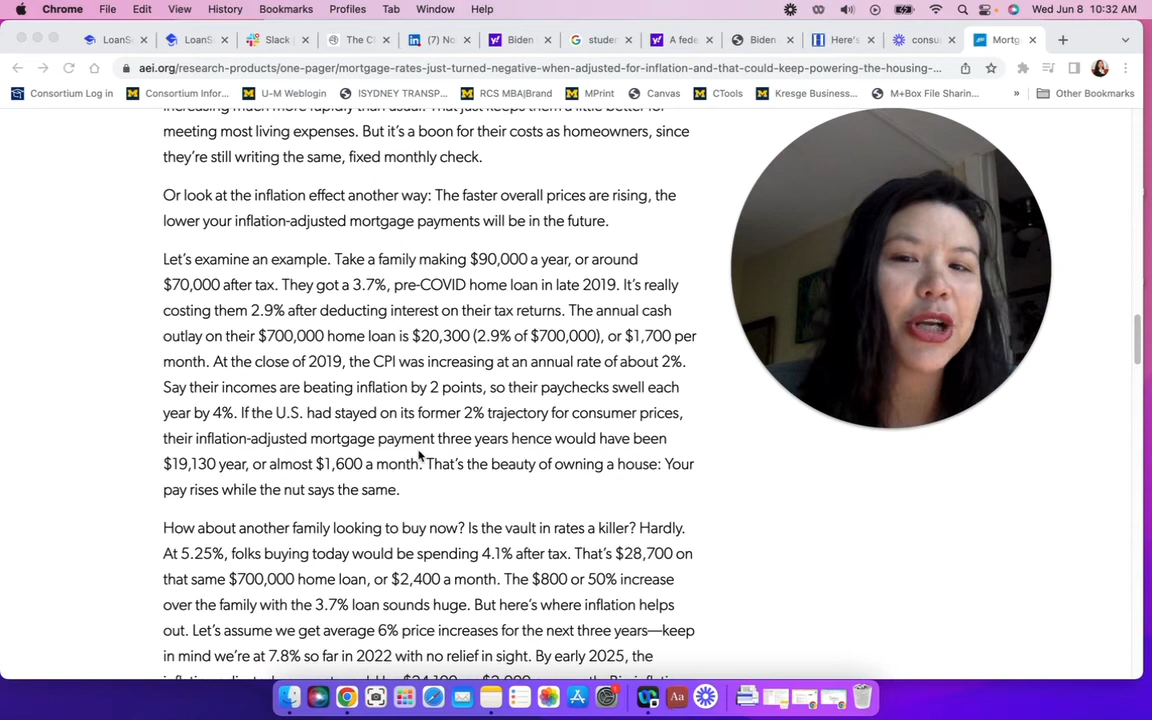 Chrome File Edit View History Bookmarks Profiles Tab Window Help Wed Jun 8 10:32 AM
LoanS LoanS Slack | The C (7) No Biden studen A fede Biden Here's consu Mortg
aei.org/research-products/one-pager/mortgage-rates-just-turned-negative-when-adjusted-for-inflation-and-that-could-keep-powering-the-housing-...
Consortium Log in Consortium Infor... U-M Weblogin ISYDNEY TRANSP... RCS MBA|Brand MPrint Canvas CTools Kresge Business... M+Box File Sharin... » Other Bookmarks
increasing much more rapidly than usual. That just keeps them a little better for
meeting most living expenses. But it's a boon for their costs as homeowners, since
they're still writing the same, fixed monthly check.
Or look at the inflation effect another way: The faster overall prices are rising, the
lower your inflation-adjusted mortgage payments will be in the future.
Let's examine an example. Take a family making $90,000 a year, or around
$70,000 after tax. They got a 3.7%, pre-COVID home loan in late 2019. It's really
costing them 2.9% after deducting interest on their tax returns. The annual cash
outlay on their $700,000 home loan is $20,300 (2.9% of $700,000), or $1,700 per
month. At the close of 2019, the CPI was increasing at an annual rate of about 2%.
Say their incomes are beating inflation by 2 points, so their paychecks swell each
year by 4%. If the U.S. had stayed on its former 2% trajectory for consumer prices,
their inflation-adjusted mortgage payment three years hence would have been
$19,130 year, or almost $1,600 a month. That's the beauty of owning a house: Your
pay rises while the nut says the same.
How about another family looking to buy now? Is the vault in rates a killer? Hardly.
At 5.25%, folks buying today would be spending 4.1% after tax. That's $28,700 on
that same $700,000 home loan, or $2,400 a month. The $800 or 50% increase
over the family with the 3.7% loan sounds huge. But here's where inflation helps
out. Let's assume we get average 6% price increases for the next three years—keep
in mind we're at 7.8% so far in 2022 with no relief in sight. By early 2025, the